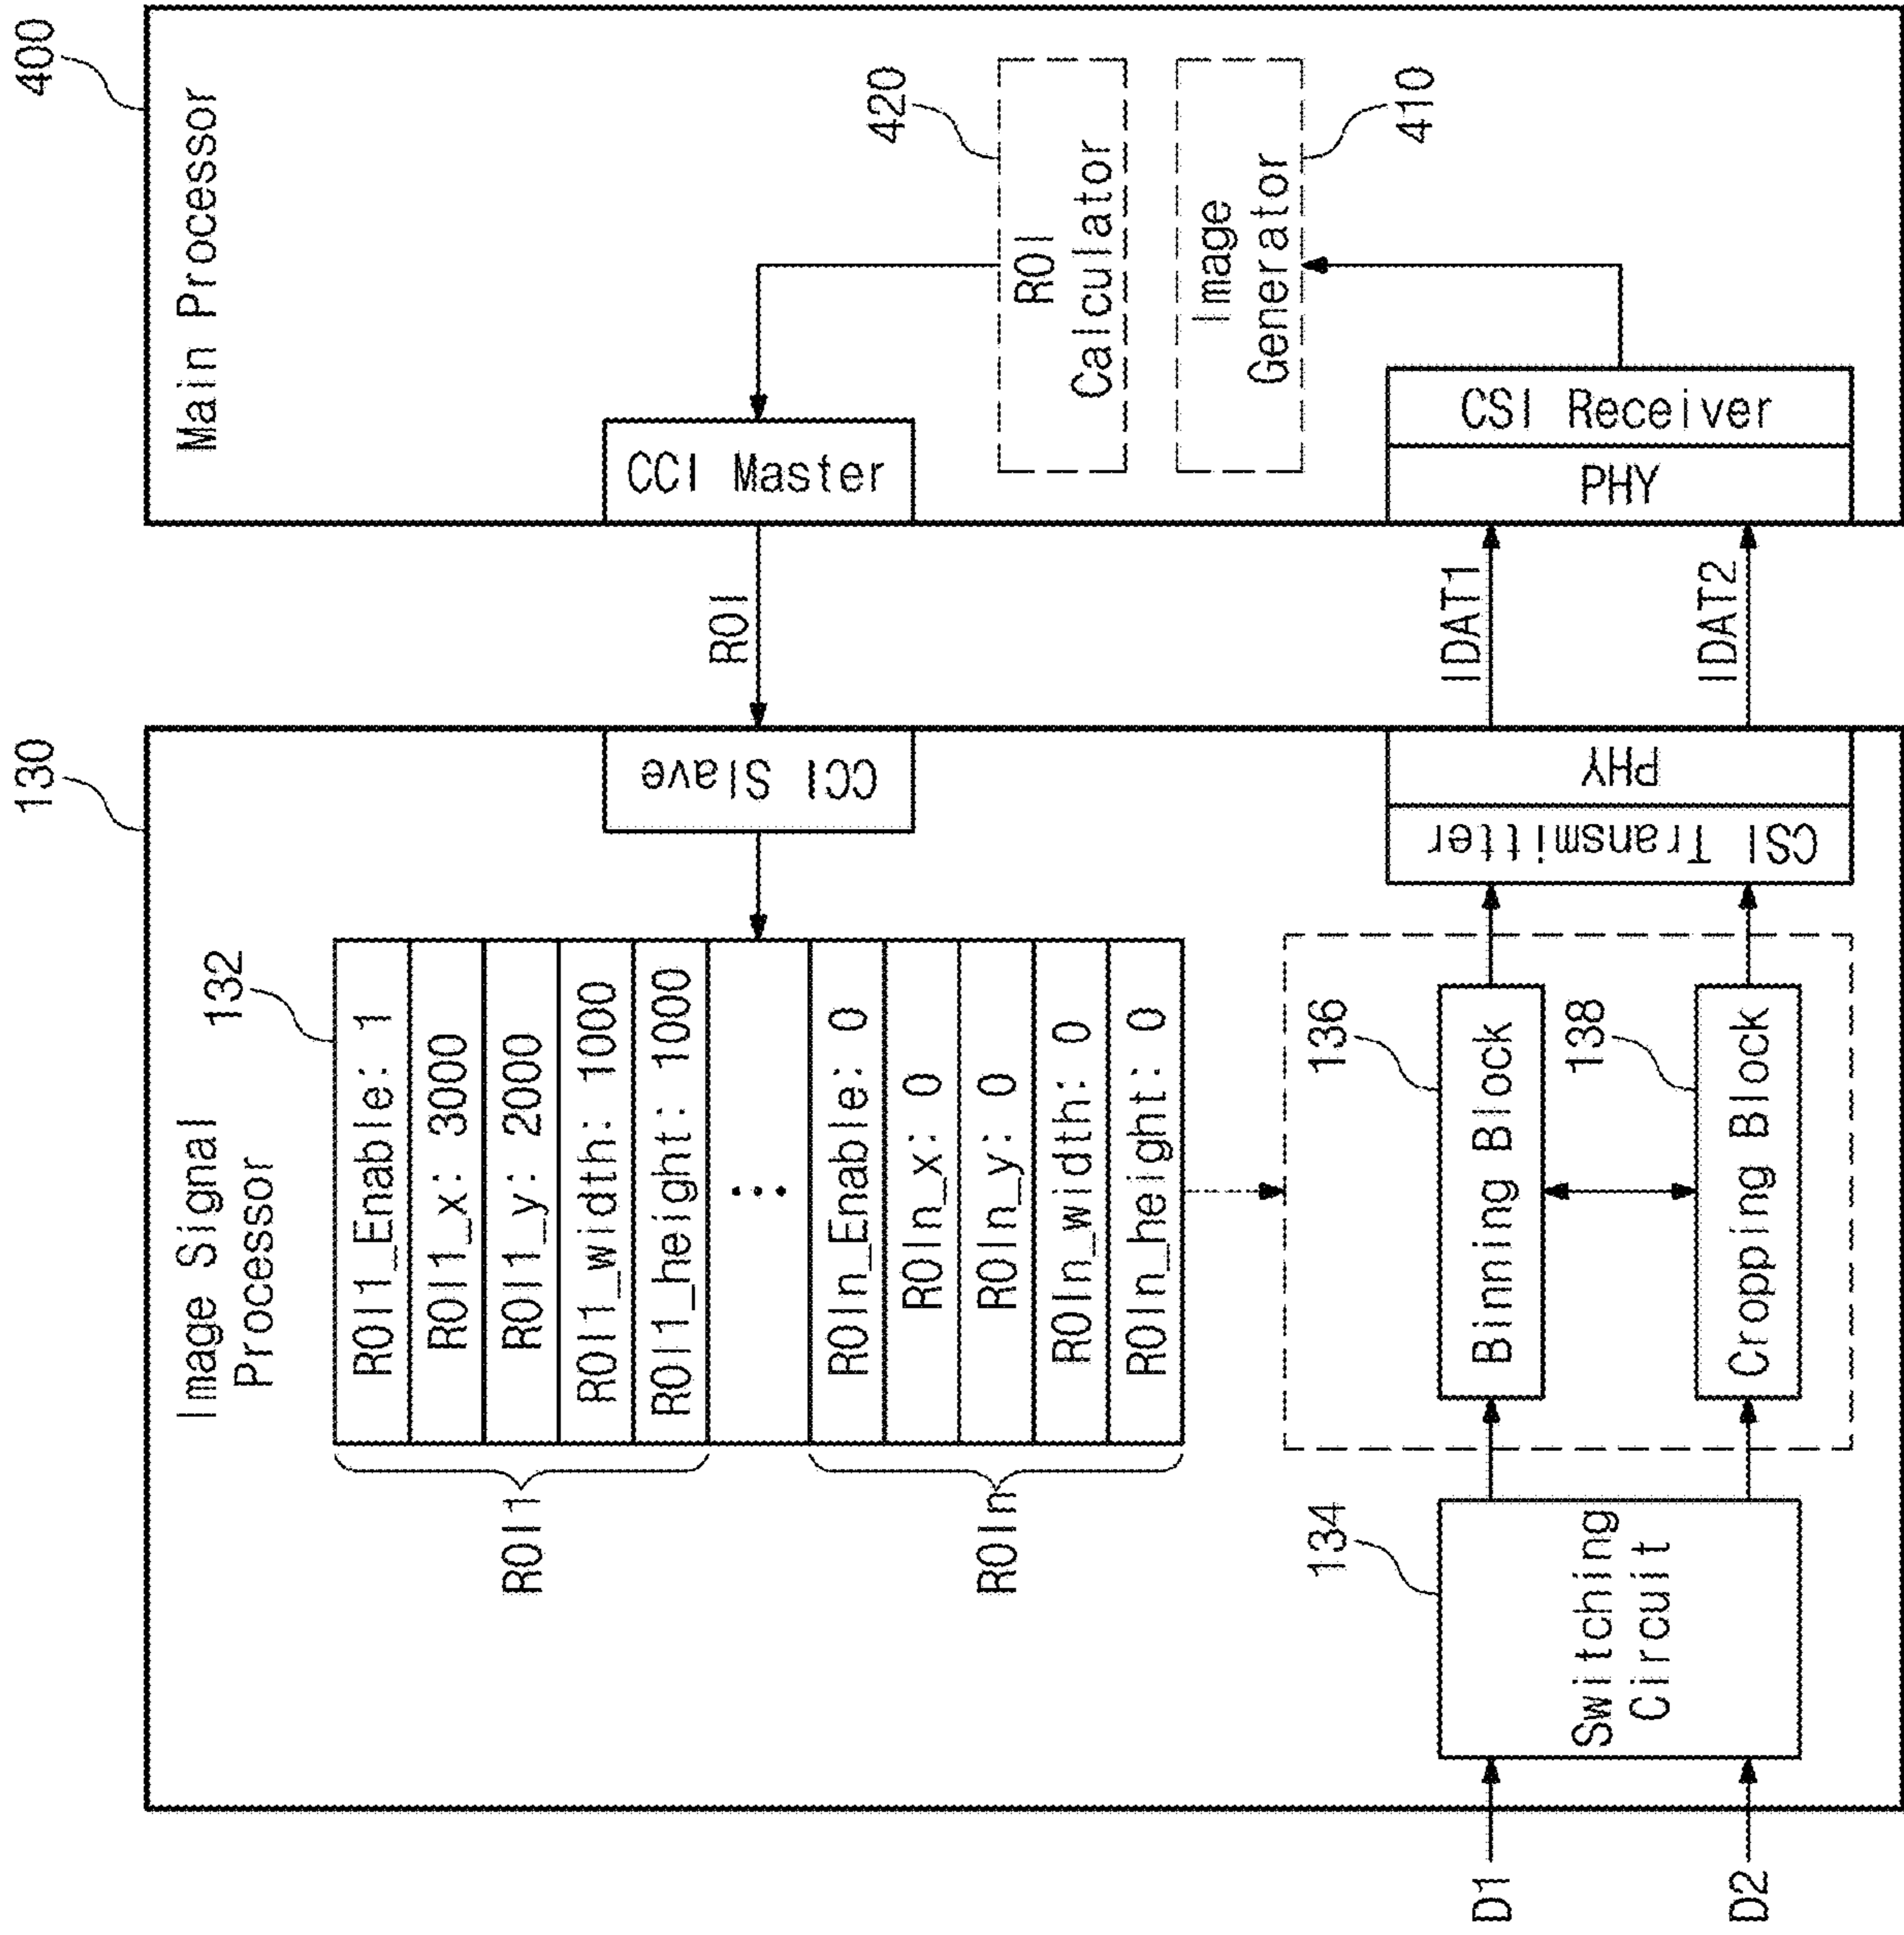 130
Image Signal
Processor
132
ROI1_Enable: 1
ROI1_x: 3000
ROI1_y: 2000
ROI1_width: 1000
ROI1_height: 1000
...
ROIn_Enable: 0
ROIn_x: 0
ROIn_y: 0
ROIn_width: 0
ROIn_height: 0
ROI1
ROIn
CCI Slave
ROI
134
Switching
Circuit
D1
D2
136
Binning Block
138
Cropping Block
CSI Transmitter
PHY
IDAT1
IDAT2
400
Main Processor
CCI Master
420
ROI
Calculator
Image
Generator
410
PHY
CSI Receiver